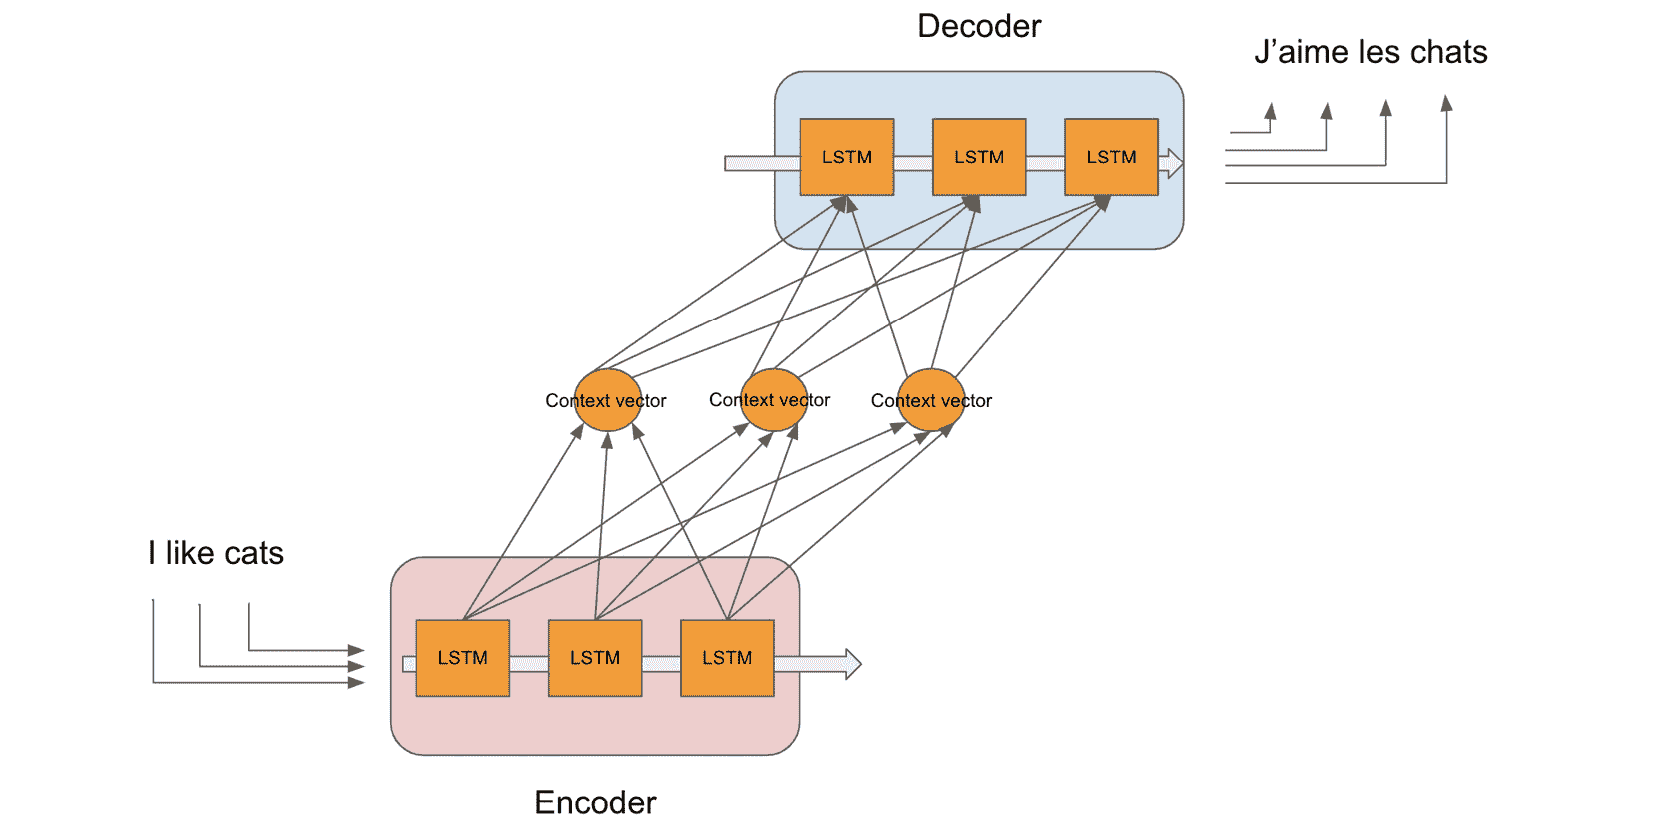 Decoder
J’aime les chats
LSTM LSTM LSTM
Context vector Context vector Context vector
I like cats
LSTM LSTM LSTM
Encoder